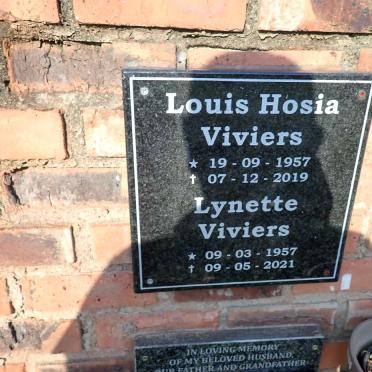 Louis Hosia
Viviers
★ 19 - 09 - 1957
✝ 07 - 12 - 2019
Lynette
Viviers
★ 09 - 03 - 1957
✝ 09 - 05 - 2021
IN LOVING MEMORY
OF MY BELOVED HUSBAND,
OUR FATHER AND GRANDFATHER